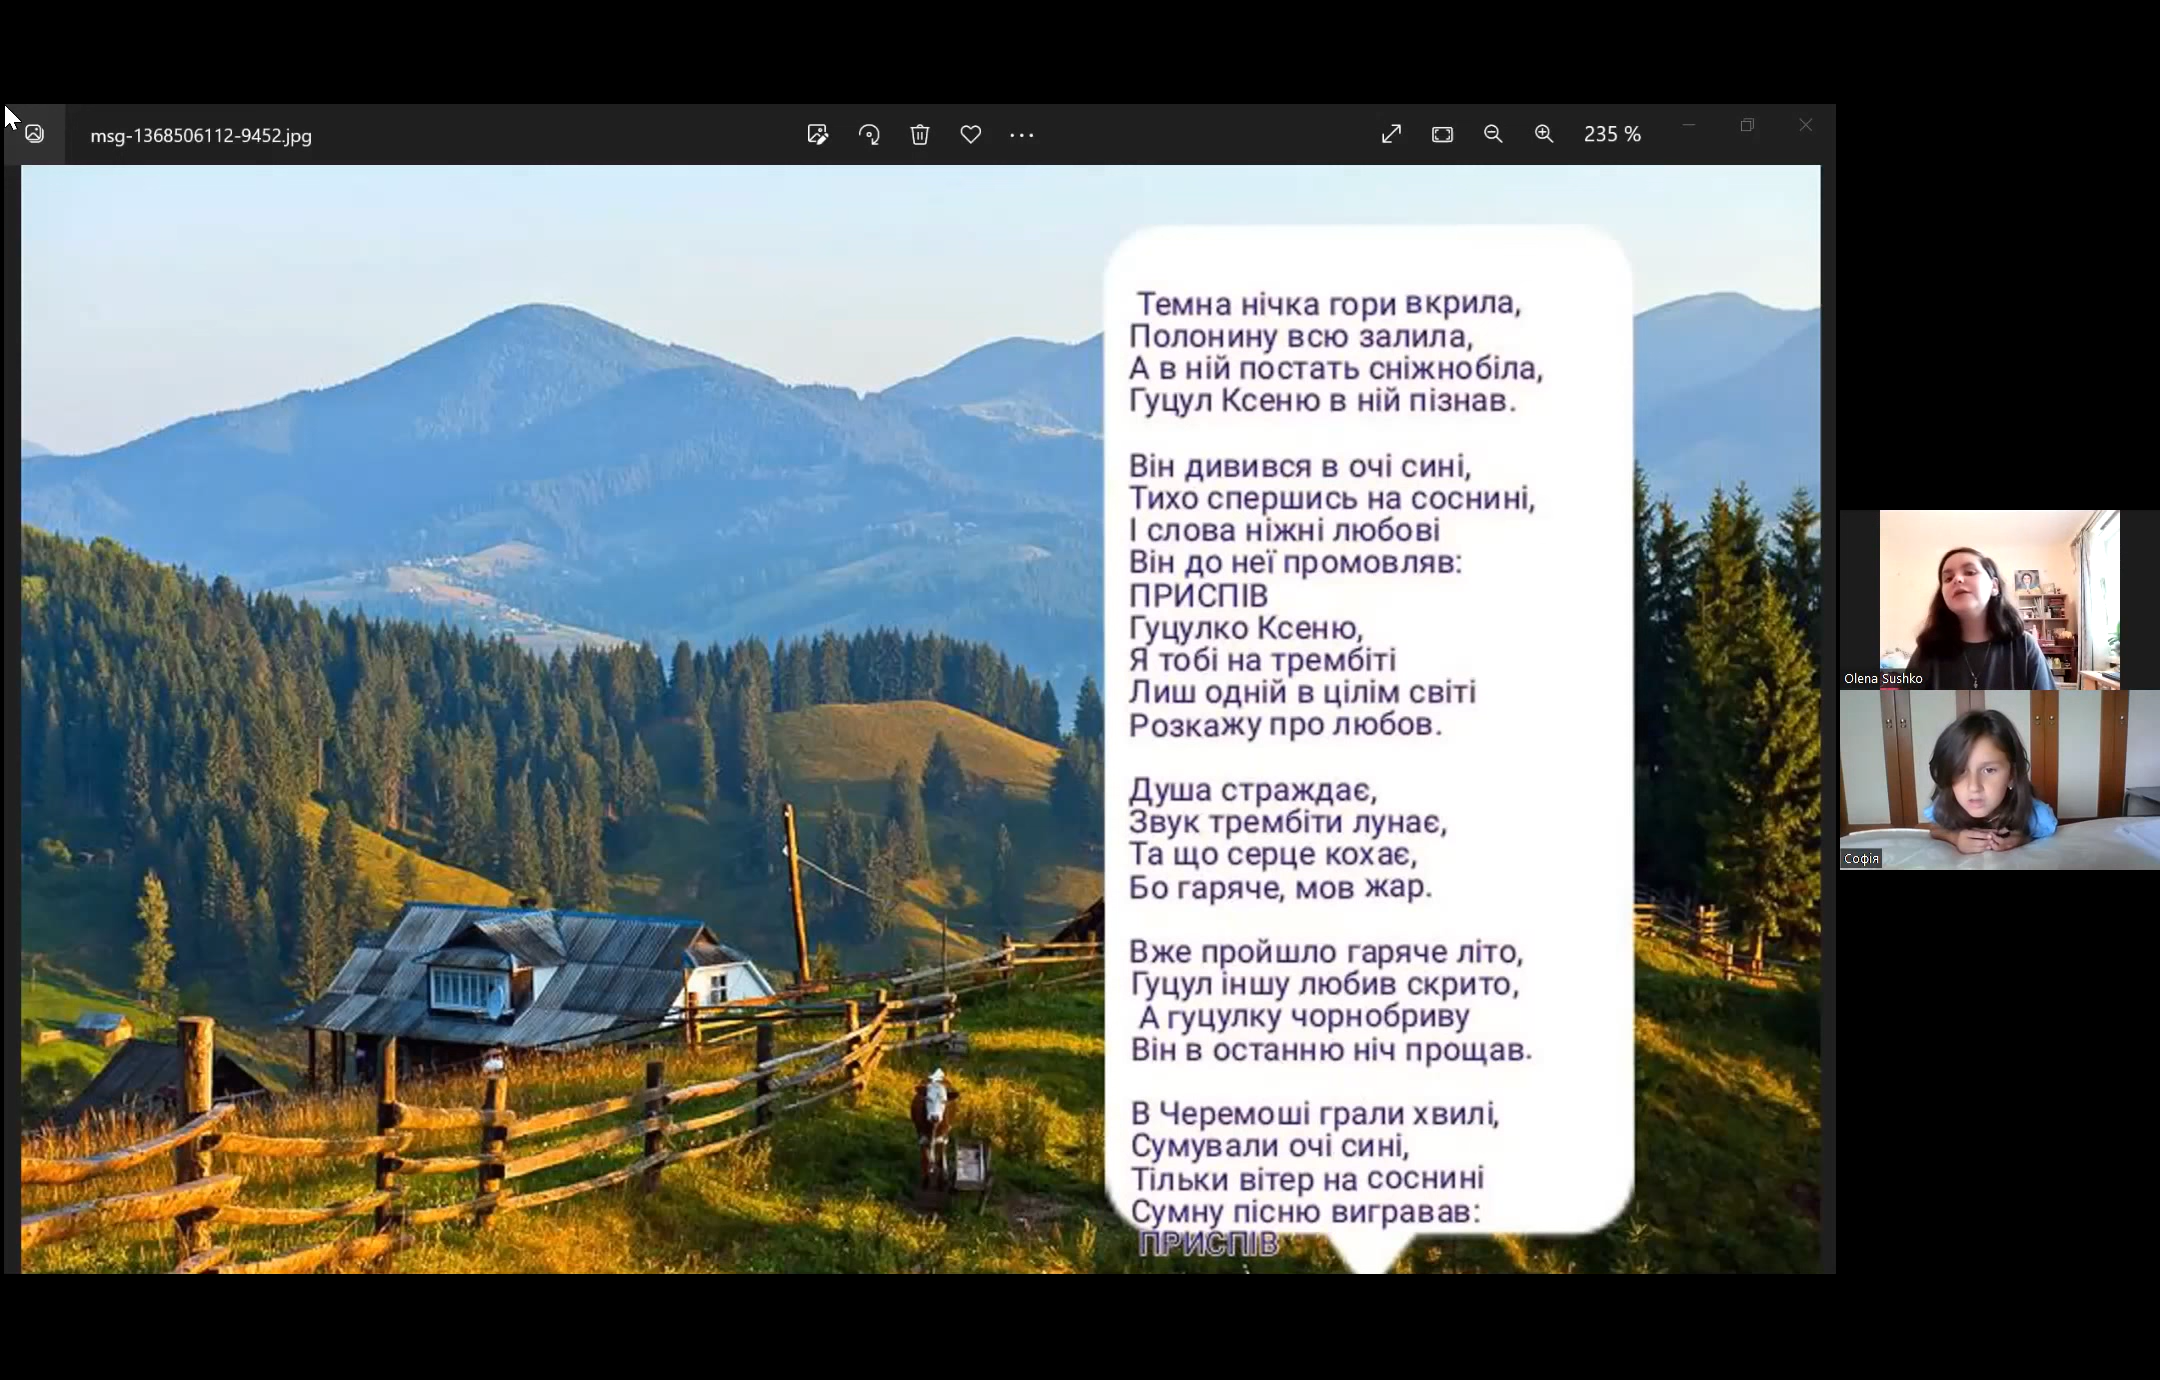 msg-1368506112-9452.jpg
235 %
Темна нічка гори вкрила,
Полонину всю залила,
А в ній постать сніжнобіла,
Гуцул Ксеню в ній пізнав.
Він дивився в очі сині,
Тихо спершись на соснині,
І слова ніжні любові
Він до неї промовляв:
ПРИСПІВ
Гуцулко Ксеню,
Я тобі на трембіті
Лиш одній в цілім світі
Розкажу про любов.
Душа страждає,
Звук трембіти лунає,
Та що серце кохає,
Бо гаряче, мов жар.
Вже пройшло гаряче літо,
Гуцул іншу любив скрито,
А гуцулку чорнобриву
Він в останню ніч прощав.
В Черемоші грали хвилі,
Сумували очі сині,
Тільки вітер на соснині
Сумну пісню вигравав:
ПРИСПІВ
Olena Sushko
Софія